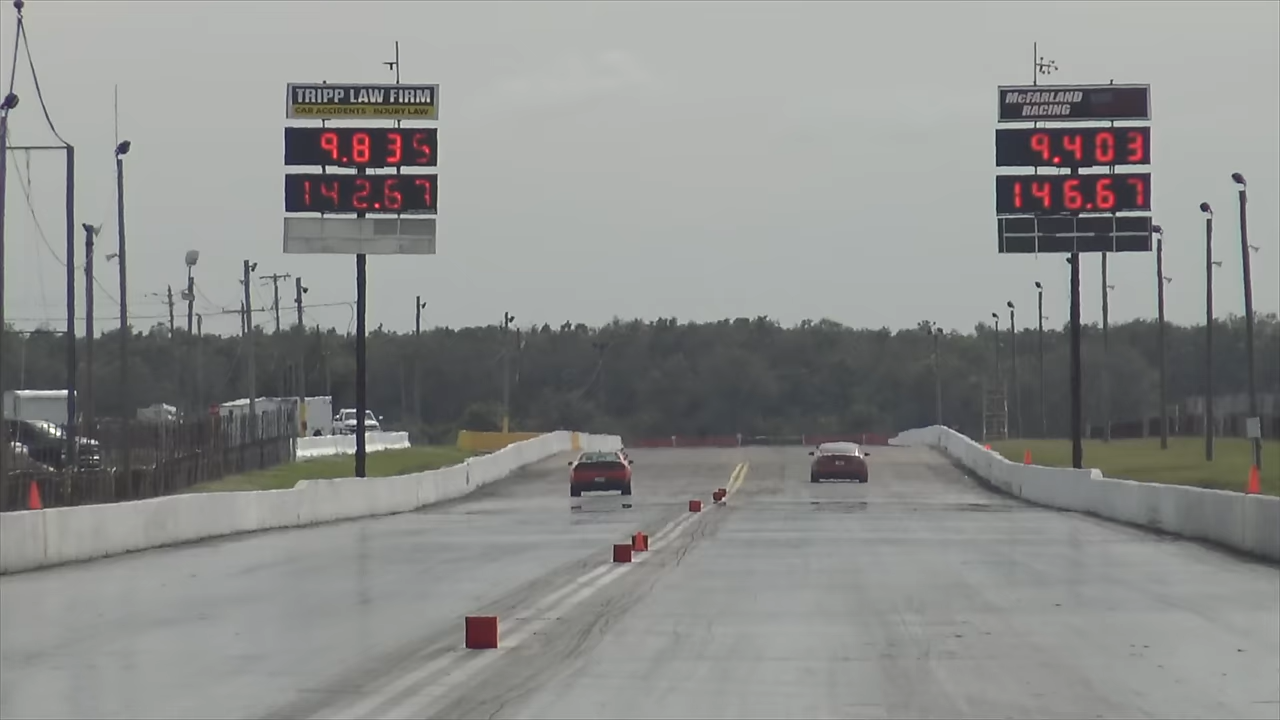 TRIPP LAW FIRM
CAR ACCIDENTS - INJURY LAW
9.835
142.67
McFARLAND
RACING
9.403
146.67